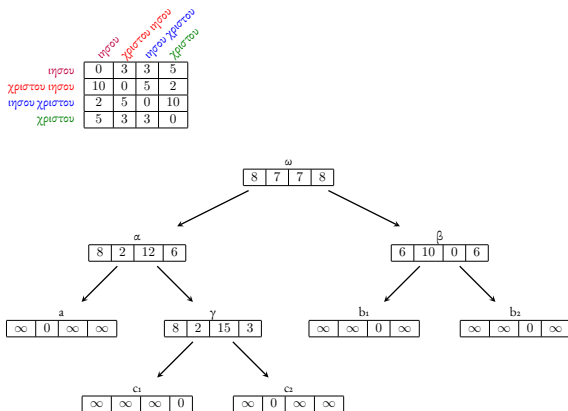 ιησου χριστου ιησου ιησου χριστου χριστου
ιησου 0 3 3 5
χριστου ιησου 10 0 5 2
ιησου χριστου 2 5 0 10
χριστου 5 3 3 0
ω
8 7 7 8
α β
8 2 12 6 6 10 0 6
a γ b1 b2
∞ 0 ∞ ∞ 8 2 15 3 ∞ ∞ 0 ∞ ∞ ∞ 0 ∞
c1 c2
∞ ∞ ∞ 0 ∞ 0 ∞ ∞